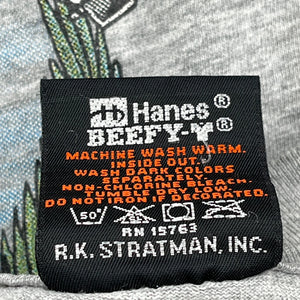 Hanes®
BEEFY-T®
MACHINE WASH WARM.
INSIDE OUT.
WASH DARK COLORS
SEPARATELY.
NON-CHLORINE BLEACH.
TUMBLE DRY LOW.
DO NOT IRON IF DECORATED.
50°
RN 15763
R.K. STRATMAN, INC.